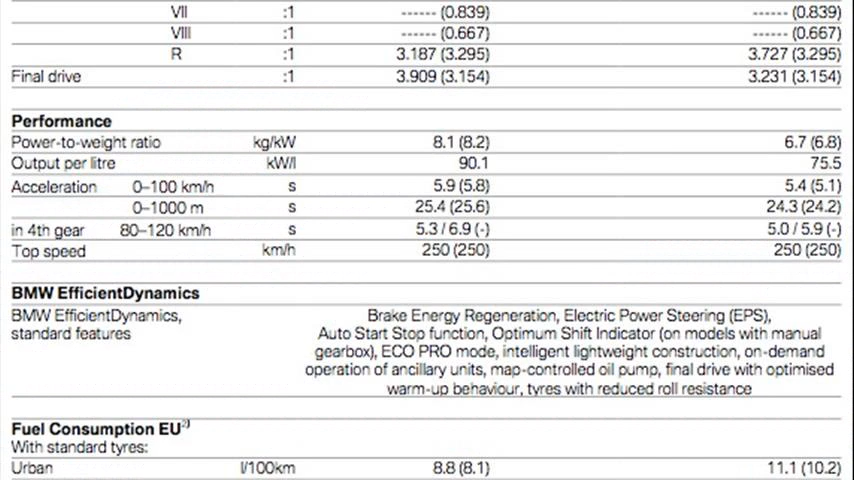 VII :1 ------ (0.839) ------ (0.839)
VIII :1 ------ (0.667) ------ (0.667)
R :1 3.187 (3.295) 3.727 (3.295)
Final drive :1 3.909 (3.154) 3.231 (3.154)
Performance
Power-to-weight ratio kg/kW 8.1 (8.2) 6.7 (6.8)
Output per litre kW/l 90.1 75.5
Acceleration 0–100 km/h s 5.9 (5.8) 5.4 (5.1)
0–1000 m s 25.4 (25.6) 24.3 (24.2)
in 4th gear 80–120 km/h s 5.3 / 6.9 (-) 5.0 / 5.9 (-)
Top speed km/h 250 (250) 250 (250)
BMW EfficientDynamics
BMW EfficientDynamics, Brake Energy Regeneration, Electric Power Steering (EPS),
standard features Auto Start Stop function, Optimum Shift Indicator (on models with manual
gearbox), ECO PRO mode, intelligent lightweight construction, on-demand
operation of ancillary units, map-controlled oil pump, final drive with optimised
warm-up behaviour, tyres with reduced roll resistance
Fuel Consumption EU2)
With standard tyres:
Urban l/100km 8.8 (8.1) 11.1 (10.2)